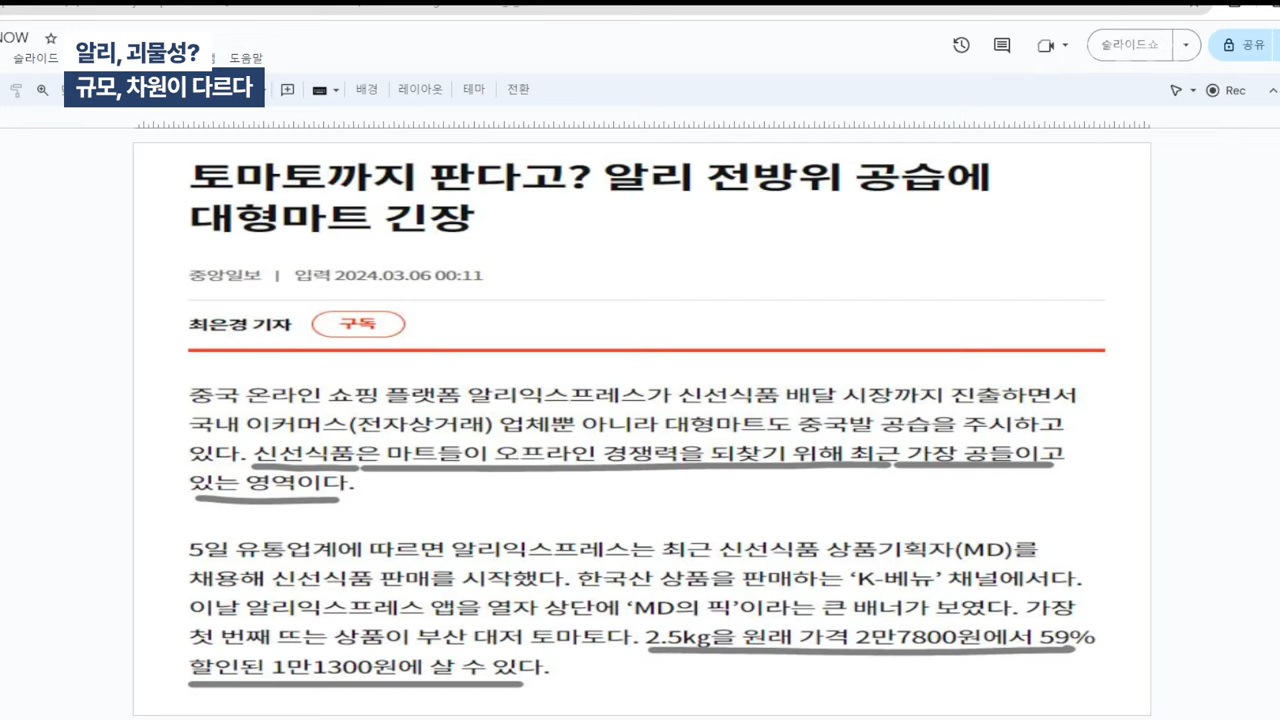 NOW
알리, 괴물성?
규모, 차원이 다르다
슬라이드
도움말
슬라이드쇼
공유
배경
레이아웃
테마
전환
Rec
토마토까지 판다고? 알리 전방위 공습에
대형마트 긴장
중앙일보 | 입력 2024.03.06 00:11
최은경 기자
구독
중국 온라인 쇼핑 플랫폼 알리익스프레스가 신선식품 배달 시장까지 진출하면서
국내 이커머스(전자상거래) 업체뿐 아니라 대형마트도 중국발 공습을 주시하고
있다. 신선식품은 마트들이 오프라인 경쟁력을 되찾기 위해 최근 가장 공들이고
있는 영역이다.
5일 유통업계에 따르면 알리익스프레스는 최근 신선식품 상품기획자(MD)를
채용해 신선식품 판매를 시작했다. 한국산 상품을 판매하는 ‘K-베뉴’ 채널에서다.
이날 알리익스프레스 앱을 열자 상단에 ‘MD의 픽’이라는 큰 배너가 보였다. 가장
첫 번째 뜨는 상품이 부산 대저 토마토다. 2.5kg을 원래 가격 2만7800원에서 59%
할인된 1만1300원에 살 수 있다.